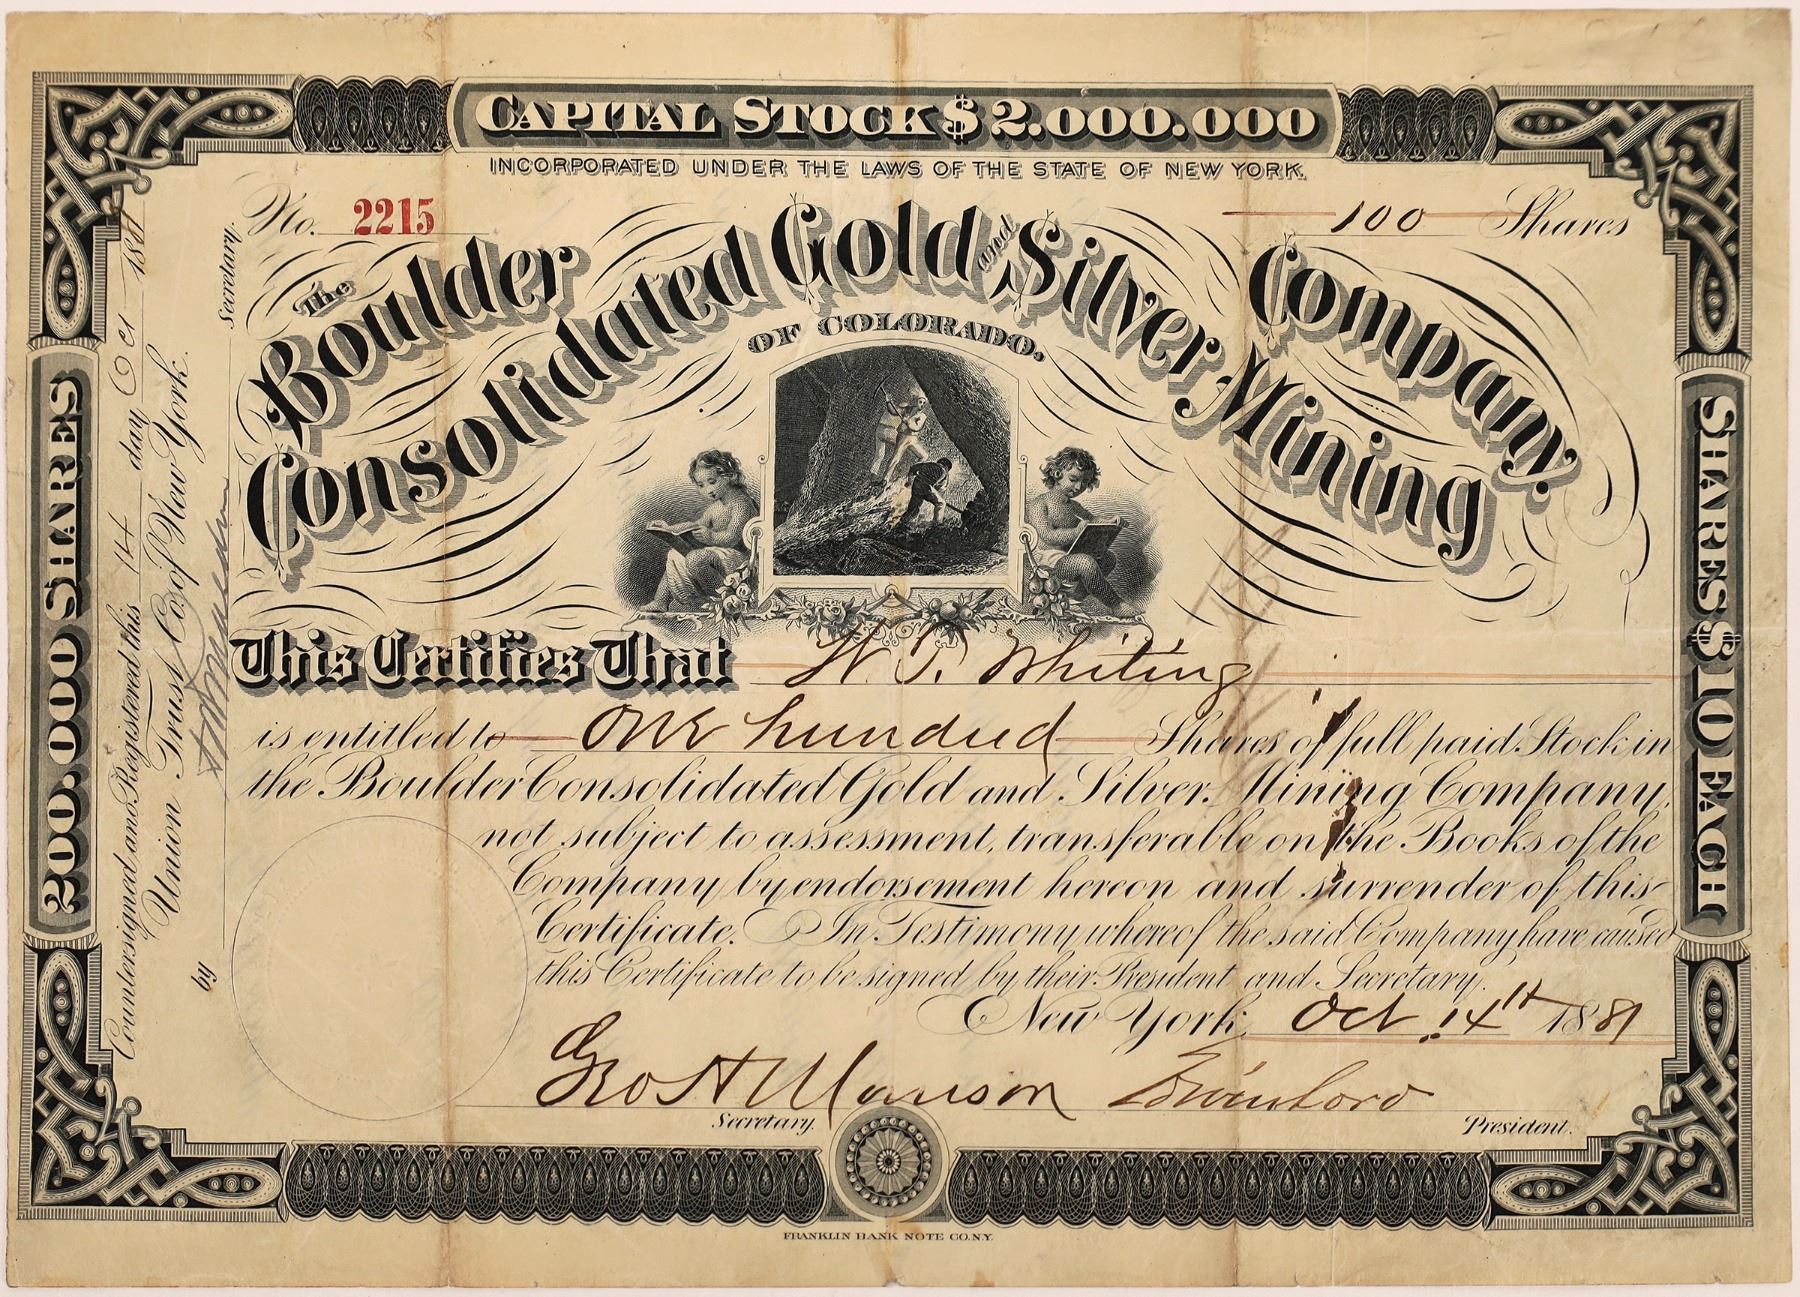 CAPITAL STOCK $2.000.000
INCORPORATED UNDER THE LAWS OF THE STATE OF NEW YORK.
No. 2215
100 Shares
The Boulder
Consolidated Gold and Silver Mining
Company.
OF COLORADO.
This Certifies That W. T. Whiting
is entitled to One hundred Shares of full paid Stock in
the Boulder Consolidated Gold and Silver Mining Company,
not subject to assessment, transferable on the Books of the
Company by endorsement hereon and surrender of this
Certificate. In Testimony whereof the said Company have caused
this Certificate to be signed by their President and Secretary.
New York, Oct. 14th 1881
Geo H
Secretary.
President.
FRANKLIN BANK NOTE CO. N.Y.
200.000 SHARES
SHARES $10 EACH
Countersigned and Registered this 14 day Oct 1881
Union Trust Co. of New York.
by
Secretary.